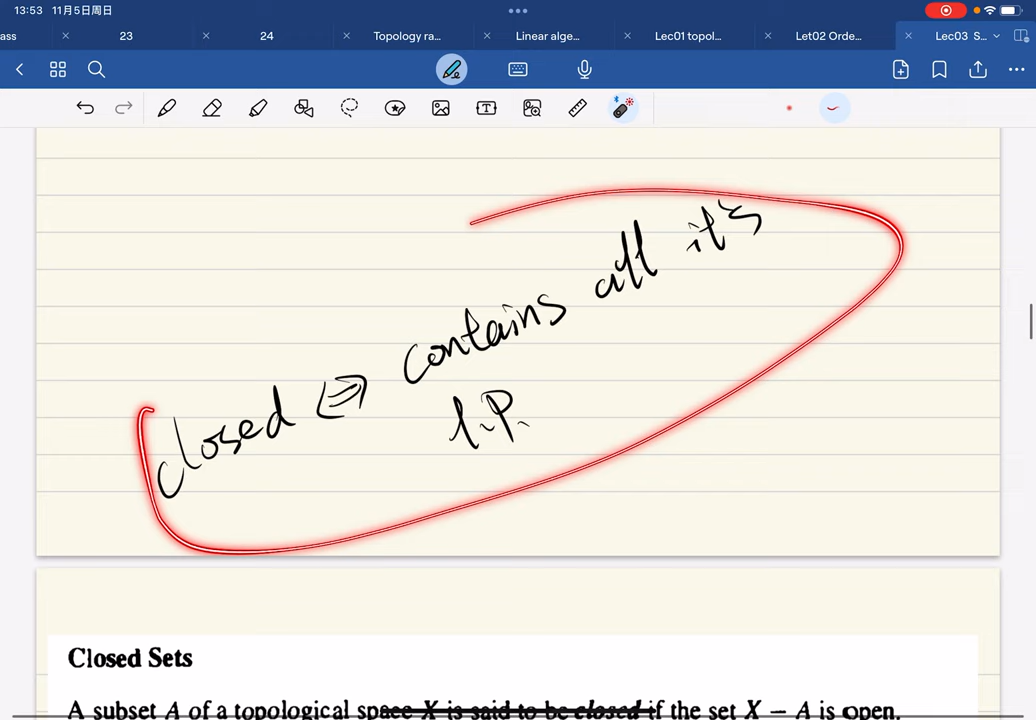 13:53 11月5日周日
ass
23
24
Topology ra...
Linear alge...
Lec01 topol...
Let02 Orde...
Lec03 S...
closed ⇔ contains all it's
l.P.
Closed Sets
A subset A of a topological space X is said to be closed if the set X − A is open.